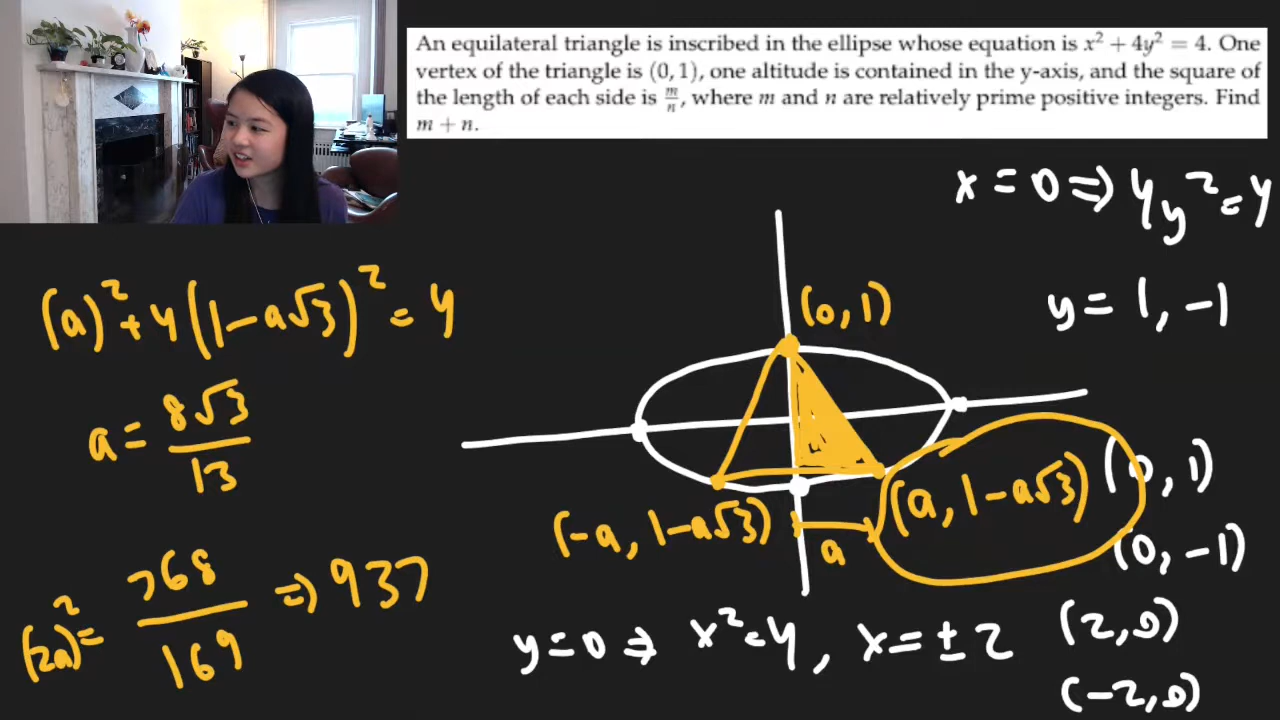 An equilateral triangle is inscribed in the ellipse whose equation is x² + 4y² = 4. One
vertex of the triangle is (0, 1), one altitude is contained in the y-axis, and the square of
the length of each side is m/n, where m and n are relatively prime positive integers. Find
m + n.
x = 0 ⇒ 4y² = 4
y = 1, -1
(0, 1)
(a)² + 4(1-a√3)² = 4
a = 8√3/13
(2a)² = 768/169 ⇒ 937
(-a, 1-a√3)
a
(a, 1-a√3)
(0, 1)
(0, -1)
y=0 ⇒ x²=4, x=±2
(2,0)
(-2,0)